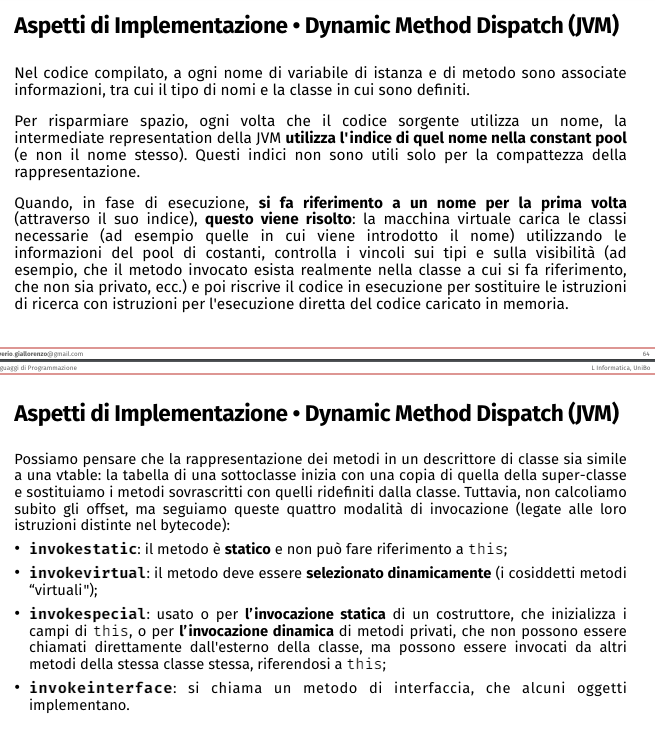 Aspetti di Implementazione • Dynamic Method Dispatch (JVM)
Nel codice compilato, a ogni nome di variabile di istanza e di metodo sono associate
informazioni, tra cui il tipo di nomi e la classe in cui sono definiti.
Per risparmiare spazio, ogni volta che il codice sorgente utilizza un nome, la
intermediate representation della JVM utilizza l'indice di quel nome nella constant pool
(e non il nome stesso). Questi indici non sono utili solo per la compattezza della
rappresentazione.
Quando, in fase di esecuzione, si fa riferimento a un nome per la prima volta
(attraverso il suo indice), questo viene risolto: la macchina virtuale carica le classi
necessarie (ad esempio quelle in cui viene introdotto il nome) utilizzando le
informazioni del pool di costanti, controlla i vincoli sui tipi e sulla visibilità (ad
esempio, che il metodo invocato esista realmente nella classe a cui si fa riferimento,
che non sia privato, ecc.) e poi riscrive il codice in esecuzione per sostituire le istruzioni
di ricerca con istruzioni per l'esecuzione diretta del codice caricato in memoria.
verio.giallorenzo@gmail.com 64
guaggi di Programmazione L Informatica, UniBo
Aspetti di Implementazione • Dynamic Method Dispatch (JVM)
Possiamo pensare che la rappresentazione dei metodi in un descrittore di classe sia simile
a una vtable: la tabella di una sottoclasse inizia con una copia di quella della super-classe
e sostituiamo i metodi sovrascritti con quelli ridefiniti dalla classe. Tuttavia, non calcoliamo
subito gli offset, ma seguiamo queste quattro modalità di invocazione (legate alle loro
istruzioni distinte nel bytecode):
• invokestatic: il metodo è statico e non può fare riferimento a this;
• invokevirtual: il metodo deve essere selezionato dinamicamente (i cosiddetti metodi
“virtuali");
• invokespecial: usato o per l’invocazione statica di un costruttore, che inizializza i
campi di this, o per l’invocazione dinamica di metodi privati, che non possono essere
chiamati direttamente dall'esterno della classe, ma possono essere invocati da altri
metodi della stessa classe stessa, riferendosi a this;
• invokeinterface: si chiama un metodo di interfaccia, che alcuni oggetti
implementano.